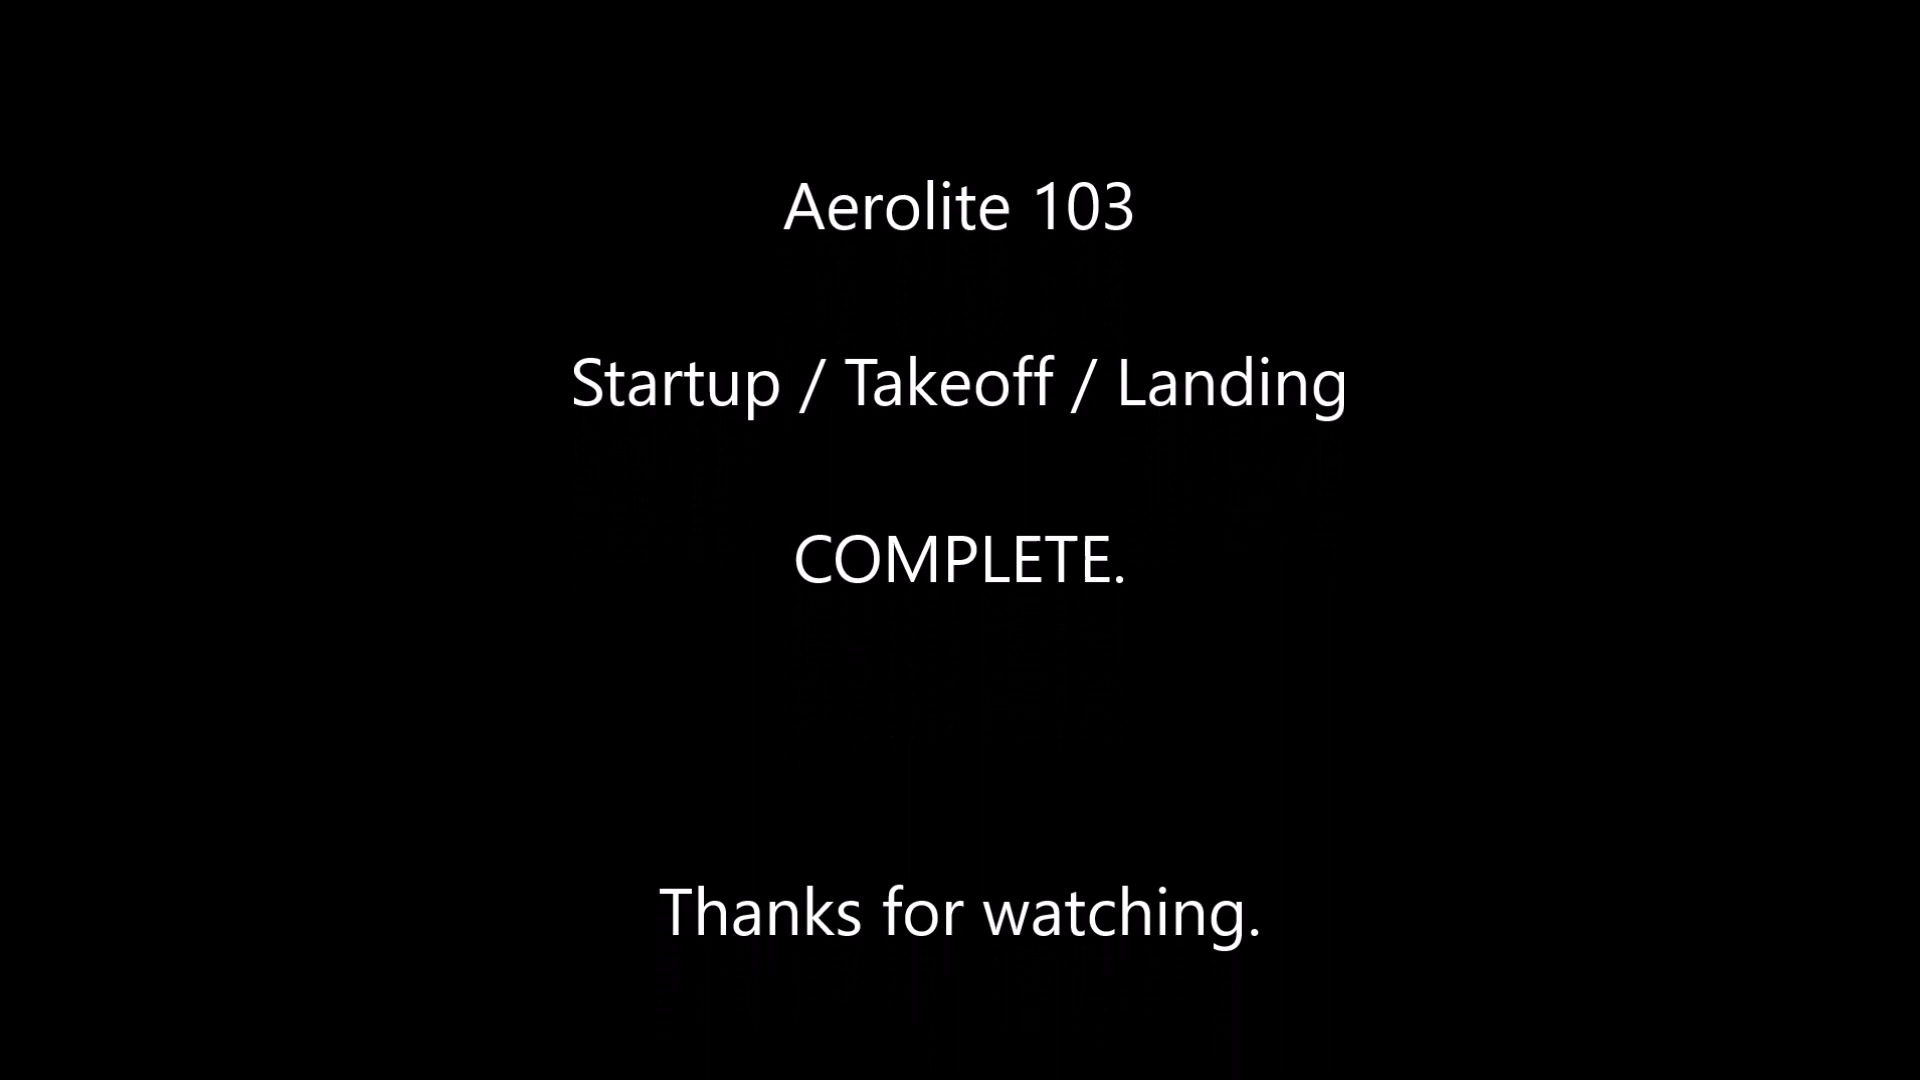 Aerolite 103
Startup / Takeoff / Landing
COMPLETE.
Thanks for watching.